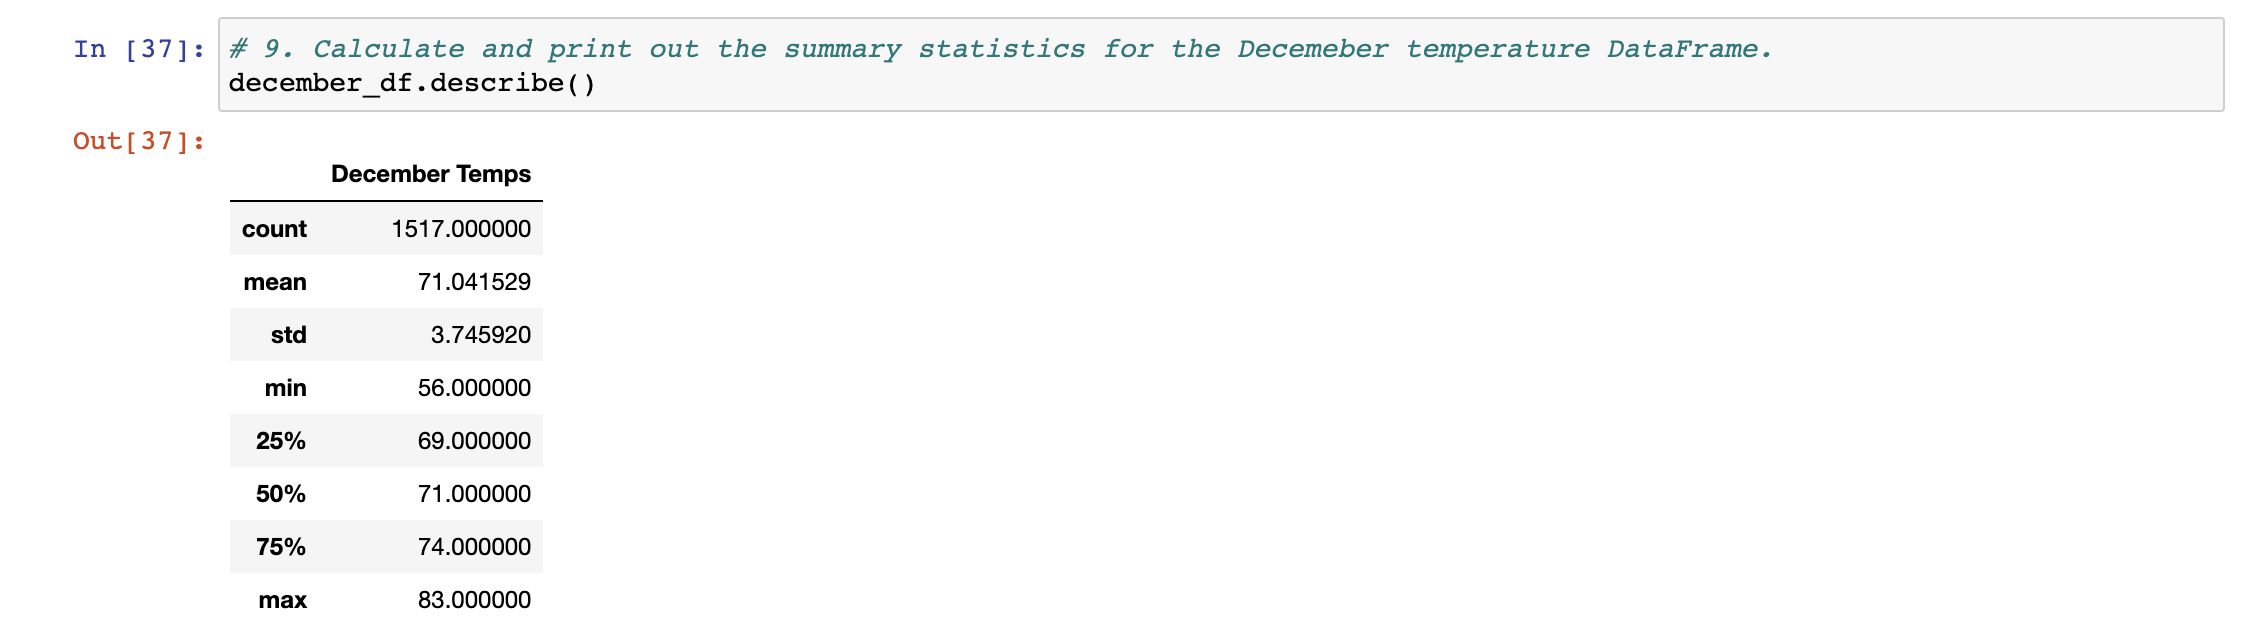 In [37]: # 9. Calculate and print out the summary statistics for the Decemeber temperature DataFrame.
december_df.describe()
Out[37]:
December Temps
count 1517.000000
mean 71.041529
std 3.745920
min 56.000000
25% 69.000000
50% 71.000000
75% 74.000000
max 83.000000